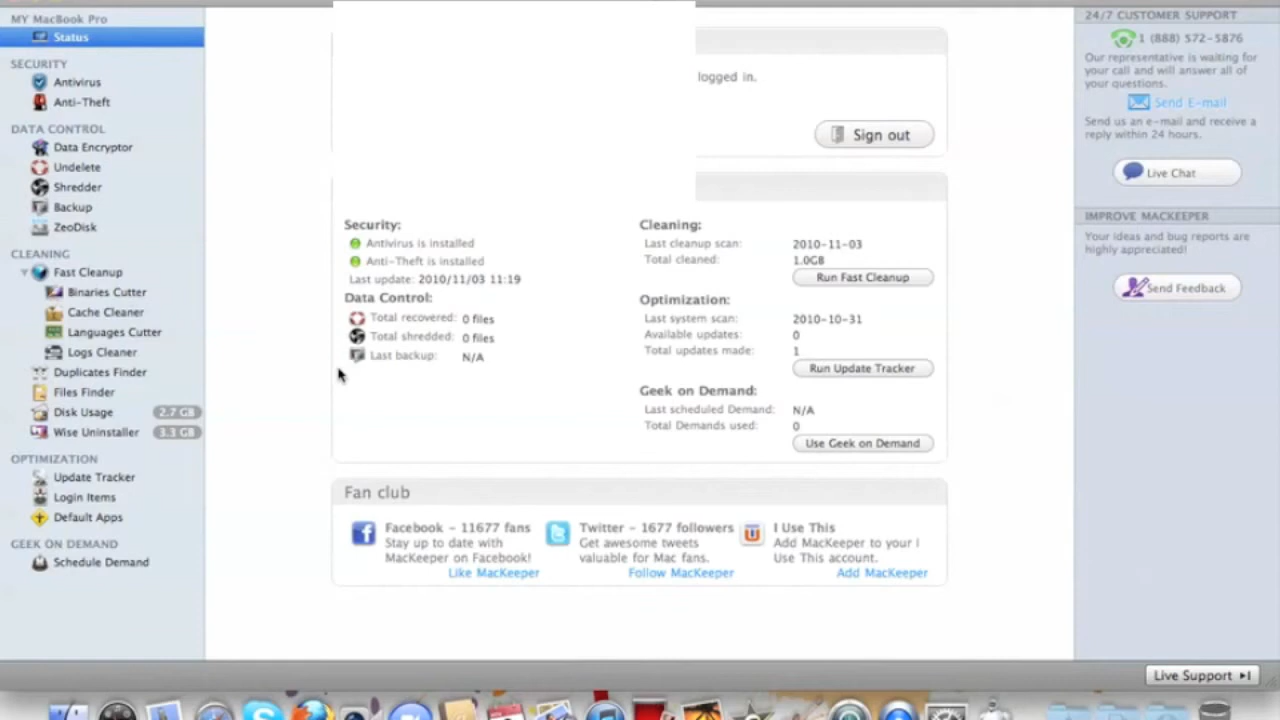 MY MacBook Pro
Status
SECURITY
Antivirus
Anti-Theft
DATA CONTROL
Data Encryptor
Undelete
Shredder
Backup
ZeoDisk
CLEANING
Fast Cleanup
Binaries Cutter
Cache Cleaner
Languages Cutter
Logs Cleaner
Duplicates Finder
Files Finder
Disk Usage 2.7 GB
Wise Uninstaller 3.3 GB
OPTIMIZATION
Update Tracker
Login Items
Default Apps
GEEK ON DEMAND
Schedule Demand
logged in.
Sign out
Security:
Antivirus is installed
Anti-Theft is installed
Last update: 2010/11/03 11:19
Data Control:
Total recovered: 0 files
Total shredded: 0 files
Last backup: N/A
Cleaning:
Last cleanup scan: 2010-11-03
Total cleaned: 1.0GB
Run Fast Cleanup
Optimization:
Last system scan: 2010-10-31
Available updates: 0
Total updates made: 1
Run Update Tracker
Geek on Demand:
Last scheduled Demand: N/A
Total Demands used: 0
Use Geek on Demand
Fan club
Facebook - 11677 fans
Stay up to date with
MacKeeper on Facebook!
Like MacKeeper
Twitter - 1677 followers
Get awesome tweets
valuable for Mac fans.
Follow MacKeeper
I Use This
Add MacKeeper to your I
Use This account.
Add MacKeeper
24/7 CUSTOMER SUPPORT
1 (888) 572-5876
Our representative is waiting for
your call and will answer all of
your questions.
Send E-mail
Send us an e-mail and receive a
reply within 24 hours.
Live Chat
IMPROVE MACKEEPER
Your ideas and bug reports are
highly appreciated!
Send Feedback
Live Support